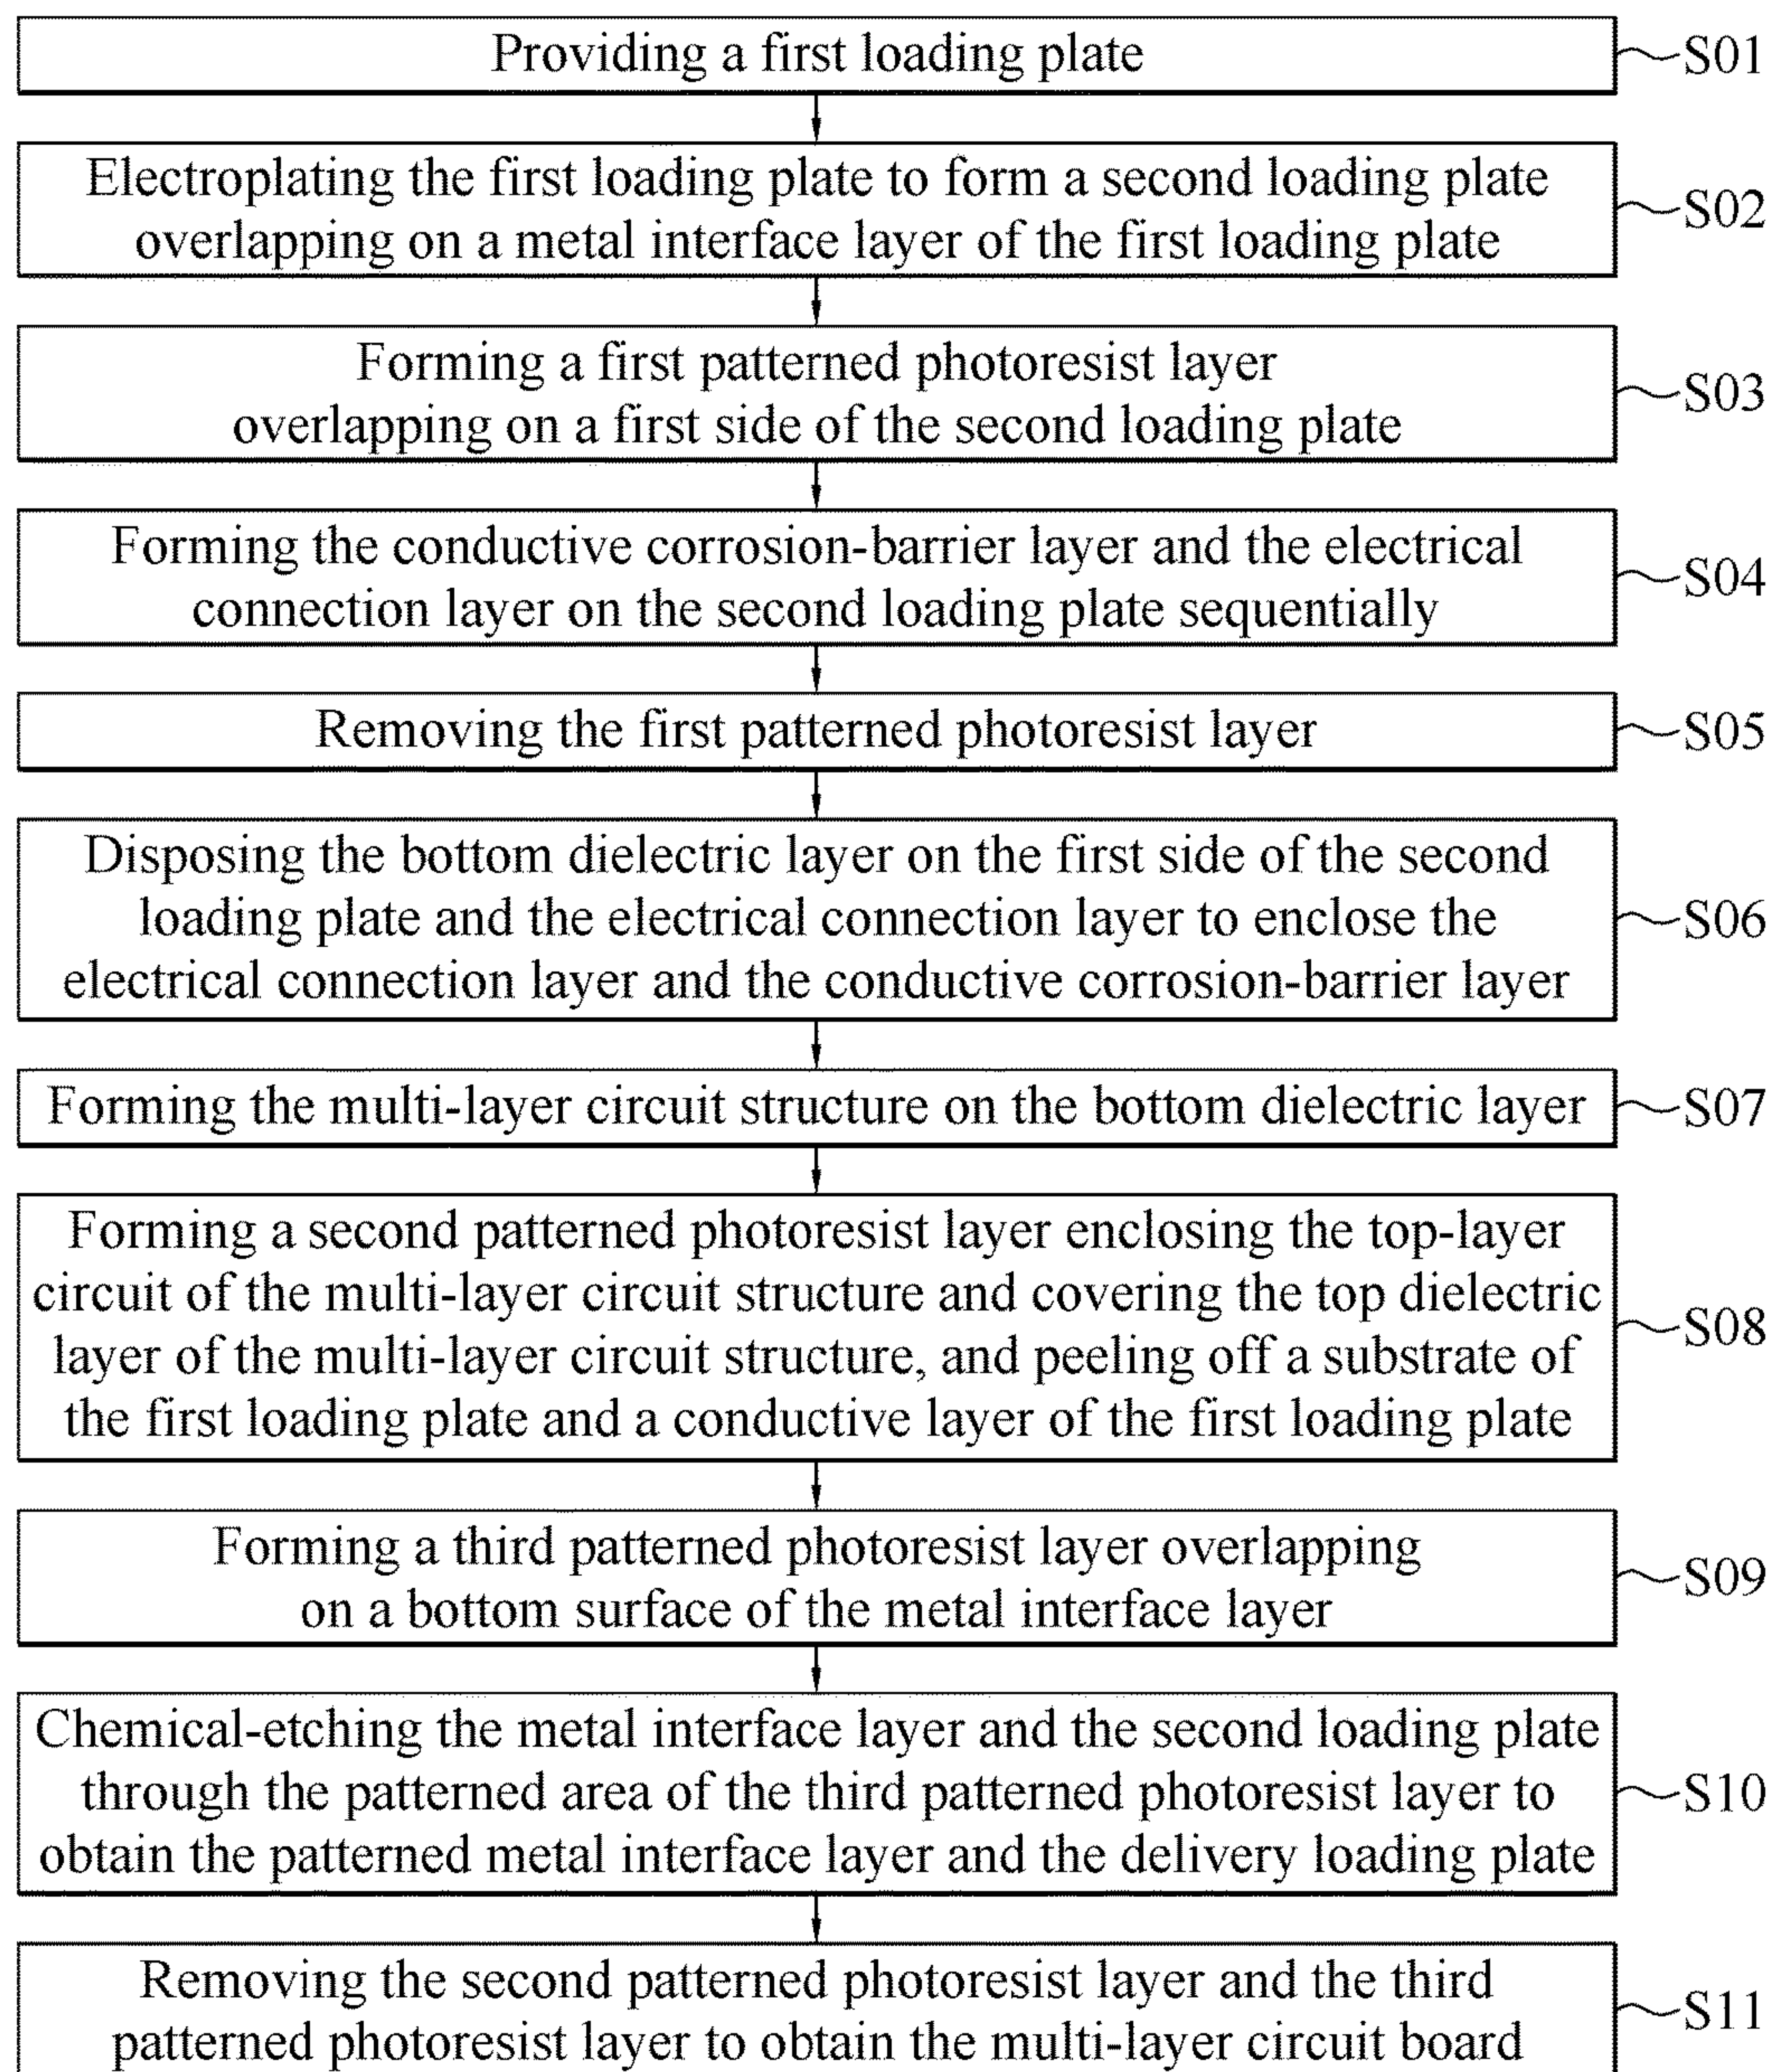 Providing a first loading plate
S01
Electroplating the first loading plate to form a second loading plate
overlapping on a metal interface layer of the first loading plate
S02
Forming a first patterned photoresist layer
overlapping on a first side of the second loading plate
S03
Forming the conductive corrosion-barrier layer and the electrical
connection layer on the second loading plate sequentially
S04
Removing the first patterned photoresist layer
S05
Disposing the bottom dielectric layer on the first side of the second
loading plate and the electrical connection layer to enclose the
electrical connection layer and the conductive corrosion-barrier layer
S06
Forming the multi-layer circuit structure on the bottom dielectric layer
S07
Forming a second patterned photoresist layer enclosing the top-layer
circuit of the multi-layer circuit structure and covering the top dielectric
layer of the multi-layer circuit structure, and peeling off a substrate of
the first loading plate and a conductive layer of the first loading plate
S08
Forming a third patterned photoresist layer overlapping
on a bottom surface of the metal interface layer
S09
Chemical-etching the metal interface layer and the second loading plate
through the patterned area of the third patterned photoresist layer to
obtain the patterned metal interface layer and the delivery loading plate
S10
Removing the second patterned photoresist layer and the third
patterned photoresist layer to obtain the multi-layer circuit board
S11